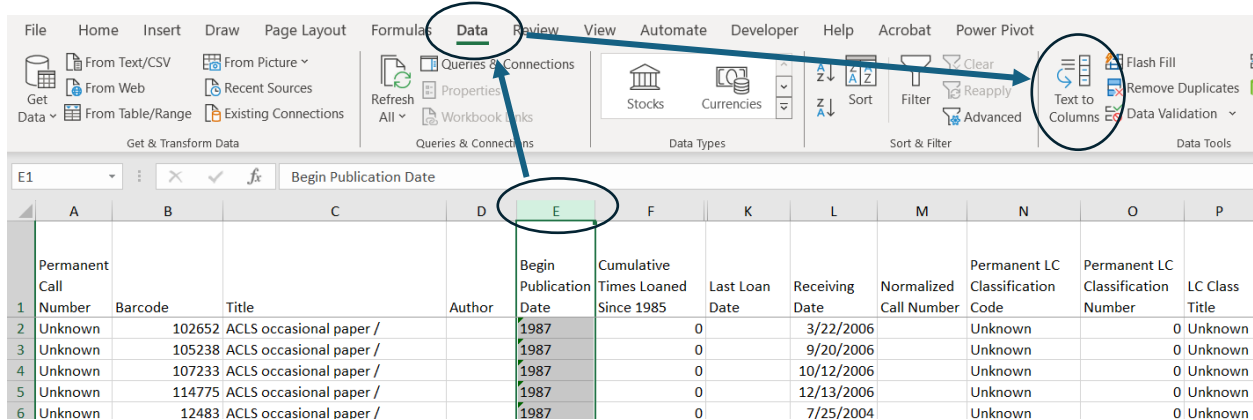 File Home Insert Draw Page Layout Formulas Data Review View Automate Developer Help Acrobat Power Pivot
From Text/CSV From Picture Queries & Connections Clear Flash Fill
Get Data From Web Recent Sources Refresh All Properties Stocks Currencies Sort Filter Reapply Text to Columns Remove Duplicates
From Table/Range Existing Connections Workbook Links Advanced Data Validation
Get & Transform Data Queries & Connections Data Types Sort & Filter Data Tools
E1 fx Begin Publication Date
A B C D E F K L M N O P
1 Permanent Call Number Barcode Title Author Begin Publication Date Cumulative Times Loaned Since 1985 Last Loan Date Receiving Date Normalized Call Number Permanent LC Classification Code Permanent LC Classification Number LC Class Title
2 Unknown 102652 ACLS occasional paper / 1987 0 3/22/2006 Unknown 0 Unknown
3 Unknown 105238 ACLS occasional paper / 1987 0 9/20/2006 Unknown 0 Unknown
4 Unknown 107233 ACLS occasional paper / 1987 0 10/12/2006 Unknown 0 Unknown
5 Unknown 114775 ACLS occasional paper / 1987 0 12/13/2006 Unknown 0 Unknown
6 Unknown 12483 ACLS occasional paper / 1987 0 7/25/2004 Unknown 0 Unknown